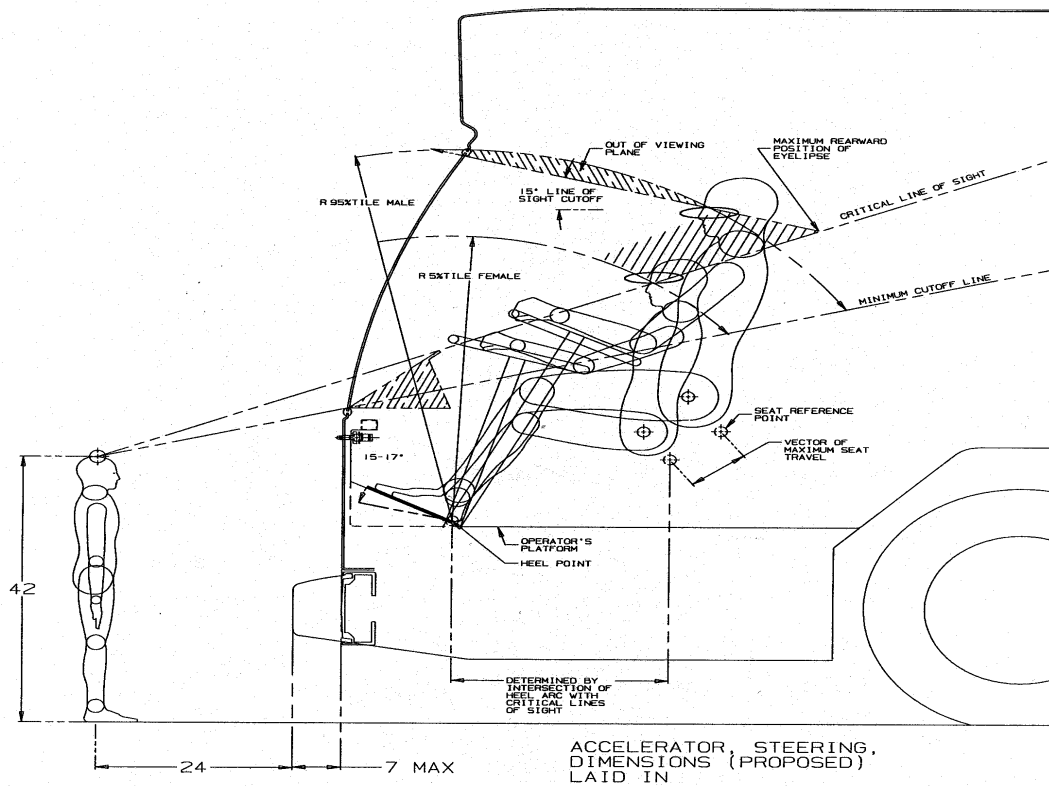 OUT OF VIEWING
PLANE
MAXIMUM REARWARD
POSITION OF
EYELIPSE
15° LINE OF
SIGHT CUTOFF
R 95%TILE MALE
CRITICAL LINE OF SIGHT
R 5%TILE FEMALE
MINIMUM CUTOFF LINE
SEAT REFERENCE
POINT
VECTOR OF
MAXIMUM SEAT
TRAVEL
15-17°
OPERATOR'S
PLATFORM
HEEL POINT
42
DETERMINED BY
INTERSECTION OF
HEEL ARC WITH
CRITICAL LINES
OF SIGHT
24
7 MAX
ACCELERATOR, STEERING,
DIMENSIONS (PROPOSED)
LAID IN